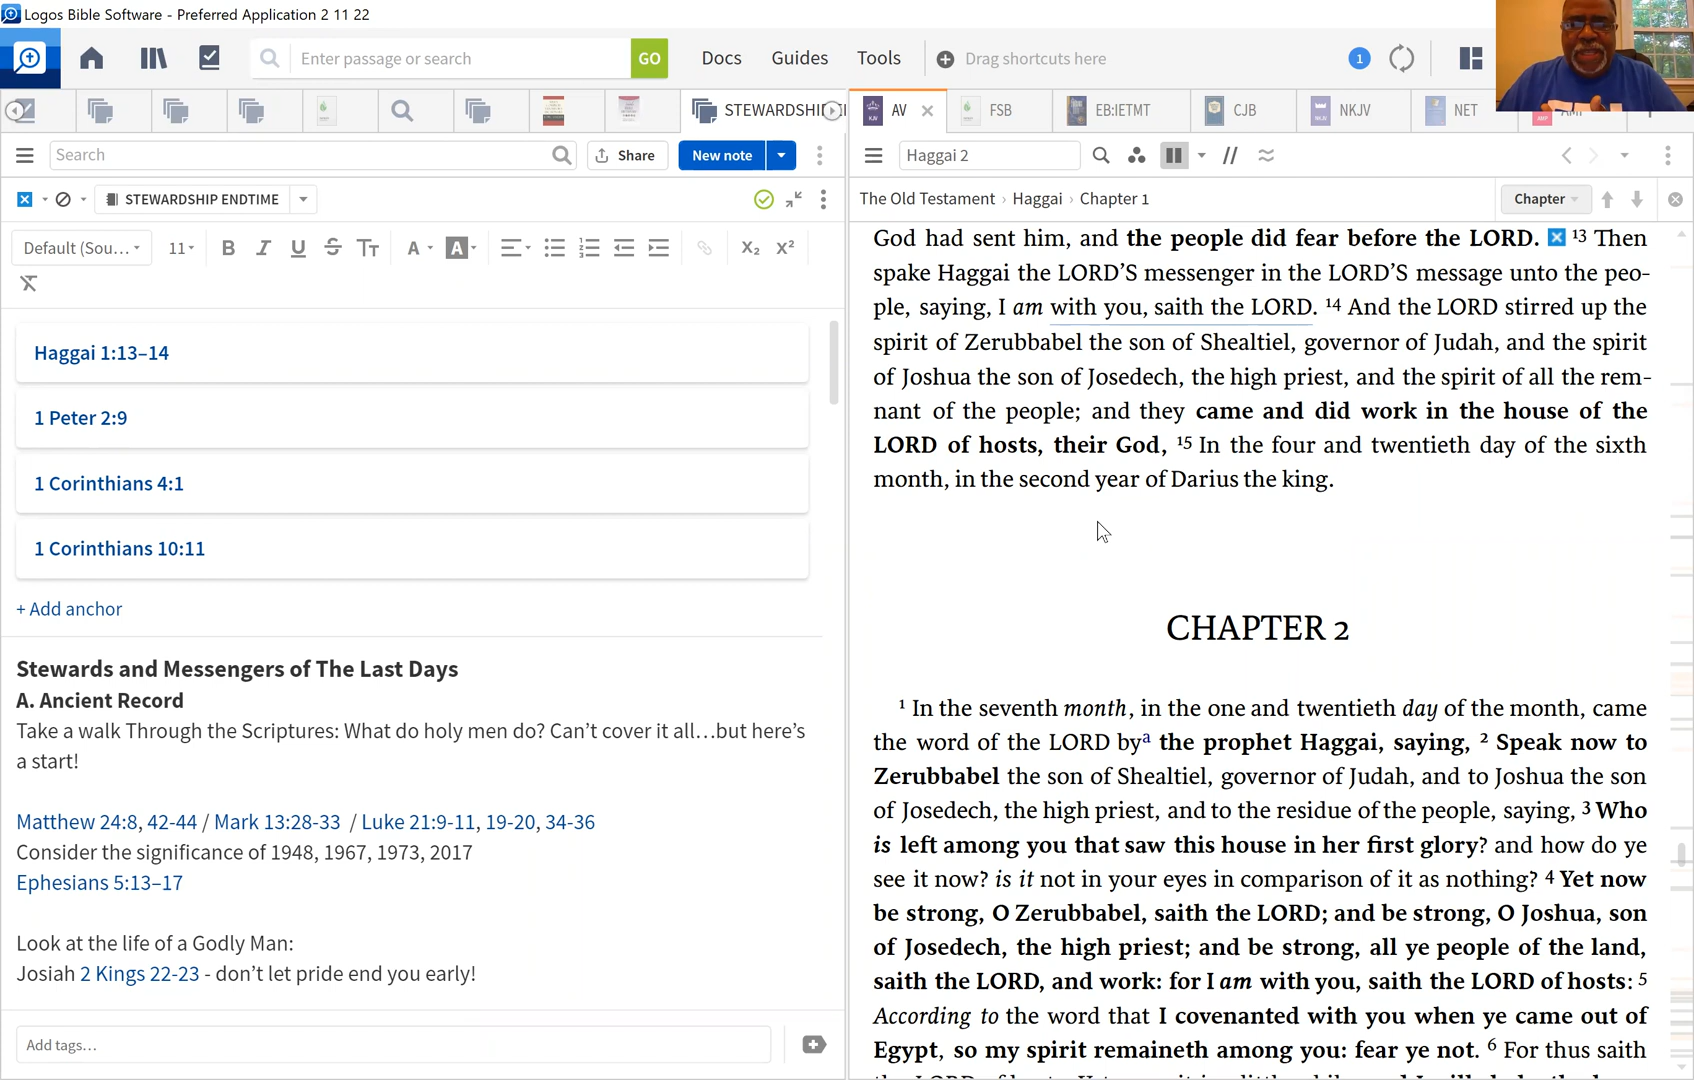 Logos Bible Software - Preferred Application 2 11 22
Enter passage or search
GO
Docs
Guides
Tools
Drag shortcuts here
1
STEWARDSHIP
AV
FSB
EB:IETMT
CJB
NKJV
NET
Search
Share
New note
Haggai 2
STEWARDSHIP ENDTIME
The Old Testament › Haggai › Chapter 1
Chapter
Default (Sou...
11
B I U S TT A A X₂ X²
Haggai 1:13–14
1 Peter 2:9
1 Corinthians 4:1
1 Corinthians 10:11
+ Add anchor
Stewards and Messengers of The Last Days
A. Ancient Record
Take a walk Through the Scriptures: What do holy men do? Can’t cover it all…but here’s
a start!
Matthew 24:8, 42-44 / Mark 13:28-33 / Luke 21:9-11, 19-20, 34-36
Consider the significance of 1948, 1967, 1973, 2017
Ephesians 5:13–17
Look at the life of a Godly Man:
Josiah 2 Kings 22-23 - don’t let pride end you early!
Add tags…
God had sent him, and the people did fear before the LORD. 13 Then
spake Haggai the LORD’S messenger in the LORD’S message unto the peo-
ple, saying, I am with you, saith the LORD. 14 And the LORD stirred up the
spirit of Zerubbabel the son of Shealtiel, governor of Judah, and the spirit
of Joshua the son of Josedech, the high priest, and the spirit of all the rem-
nant of the people; and they came and did work in the house of the
LORD of hosts, their God, 15 In the four and twentieth day of the sixth
month, in the second year of Darius the king.
CHAPTER 2
1 In the seventh month, in the one and twentieth day of the month, came
the word of the LORD by a the prophet Haggai, saying, 2 Speak now to
Zerubbabel the son of Shealtiel, governor of Judah, and to Joshua the son
of Josedech, the high priest, and to the residue of the people, saying, 3 Who
is left among you that saw this house in her first glory? and how do ye
see it now? is it not in your eyes in comparison of it as nothing? 4 Yet now
be strong, O Zerubbabel, saith the LORD; and be strong, O Joshua, son
of Josedech, the high priest; and be strong, all ye people of the land,
saith the LORD, and work: for I am with you, saith the LORD of hosts: 5
According to the word that I covenanted with you when ye came out of
Egypt, so my spirit remaineth among you: fear ye not. 6 For thus saith